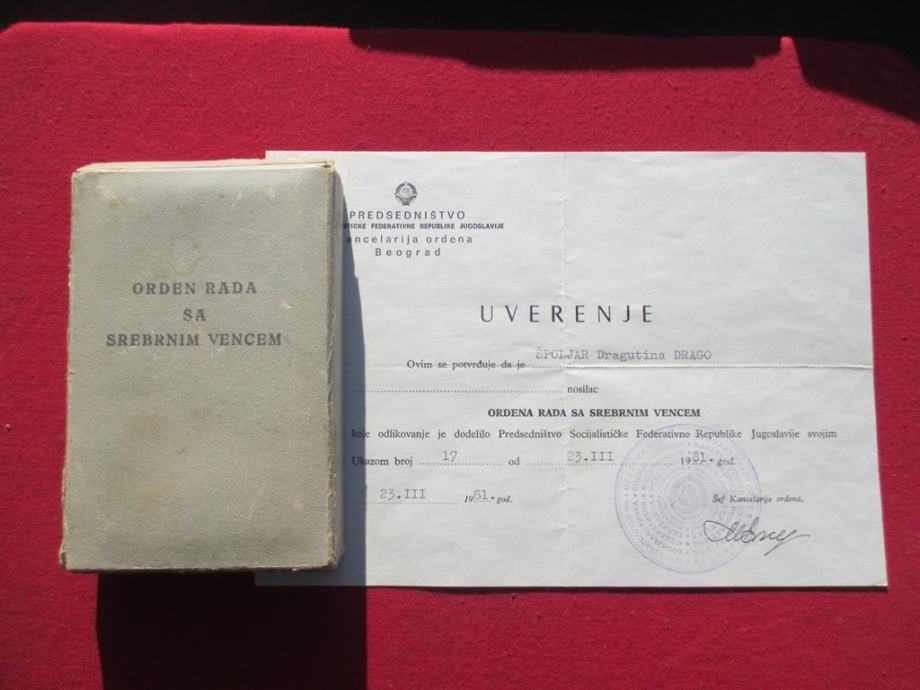 ORDEN RADA
SA
SREBRNIM VENCEM
PREDSEDNIŠTVO
FEDERATIVNE REPUBLIKE JUGOSLAVIJE
ancelarija ordena
Beograd
UVERENJE
Ovim se potvrđuje da je ŠPOLJAR Dragutina DRAGO
nosilac
ORDENA RADA SA SREBRNIM VENCEM
koje odlikovanje je dodelilo Predsedništvo Socijalističke Federativne Republike Jugoslavije svojim
Ukazom broj 17 od 23.III 1981. god.
23.III 1981. god.
Šef Kancelarije ordena,